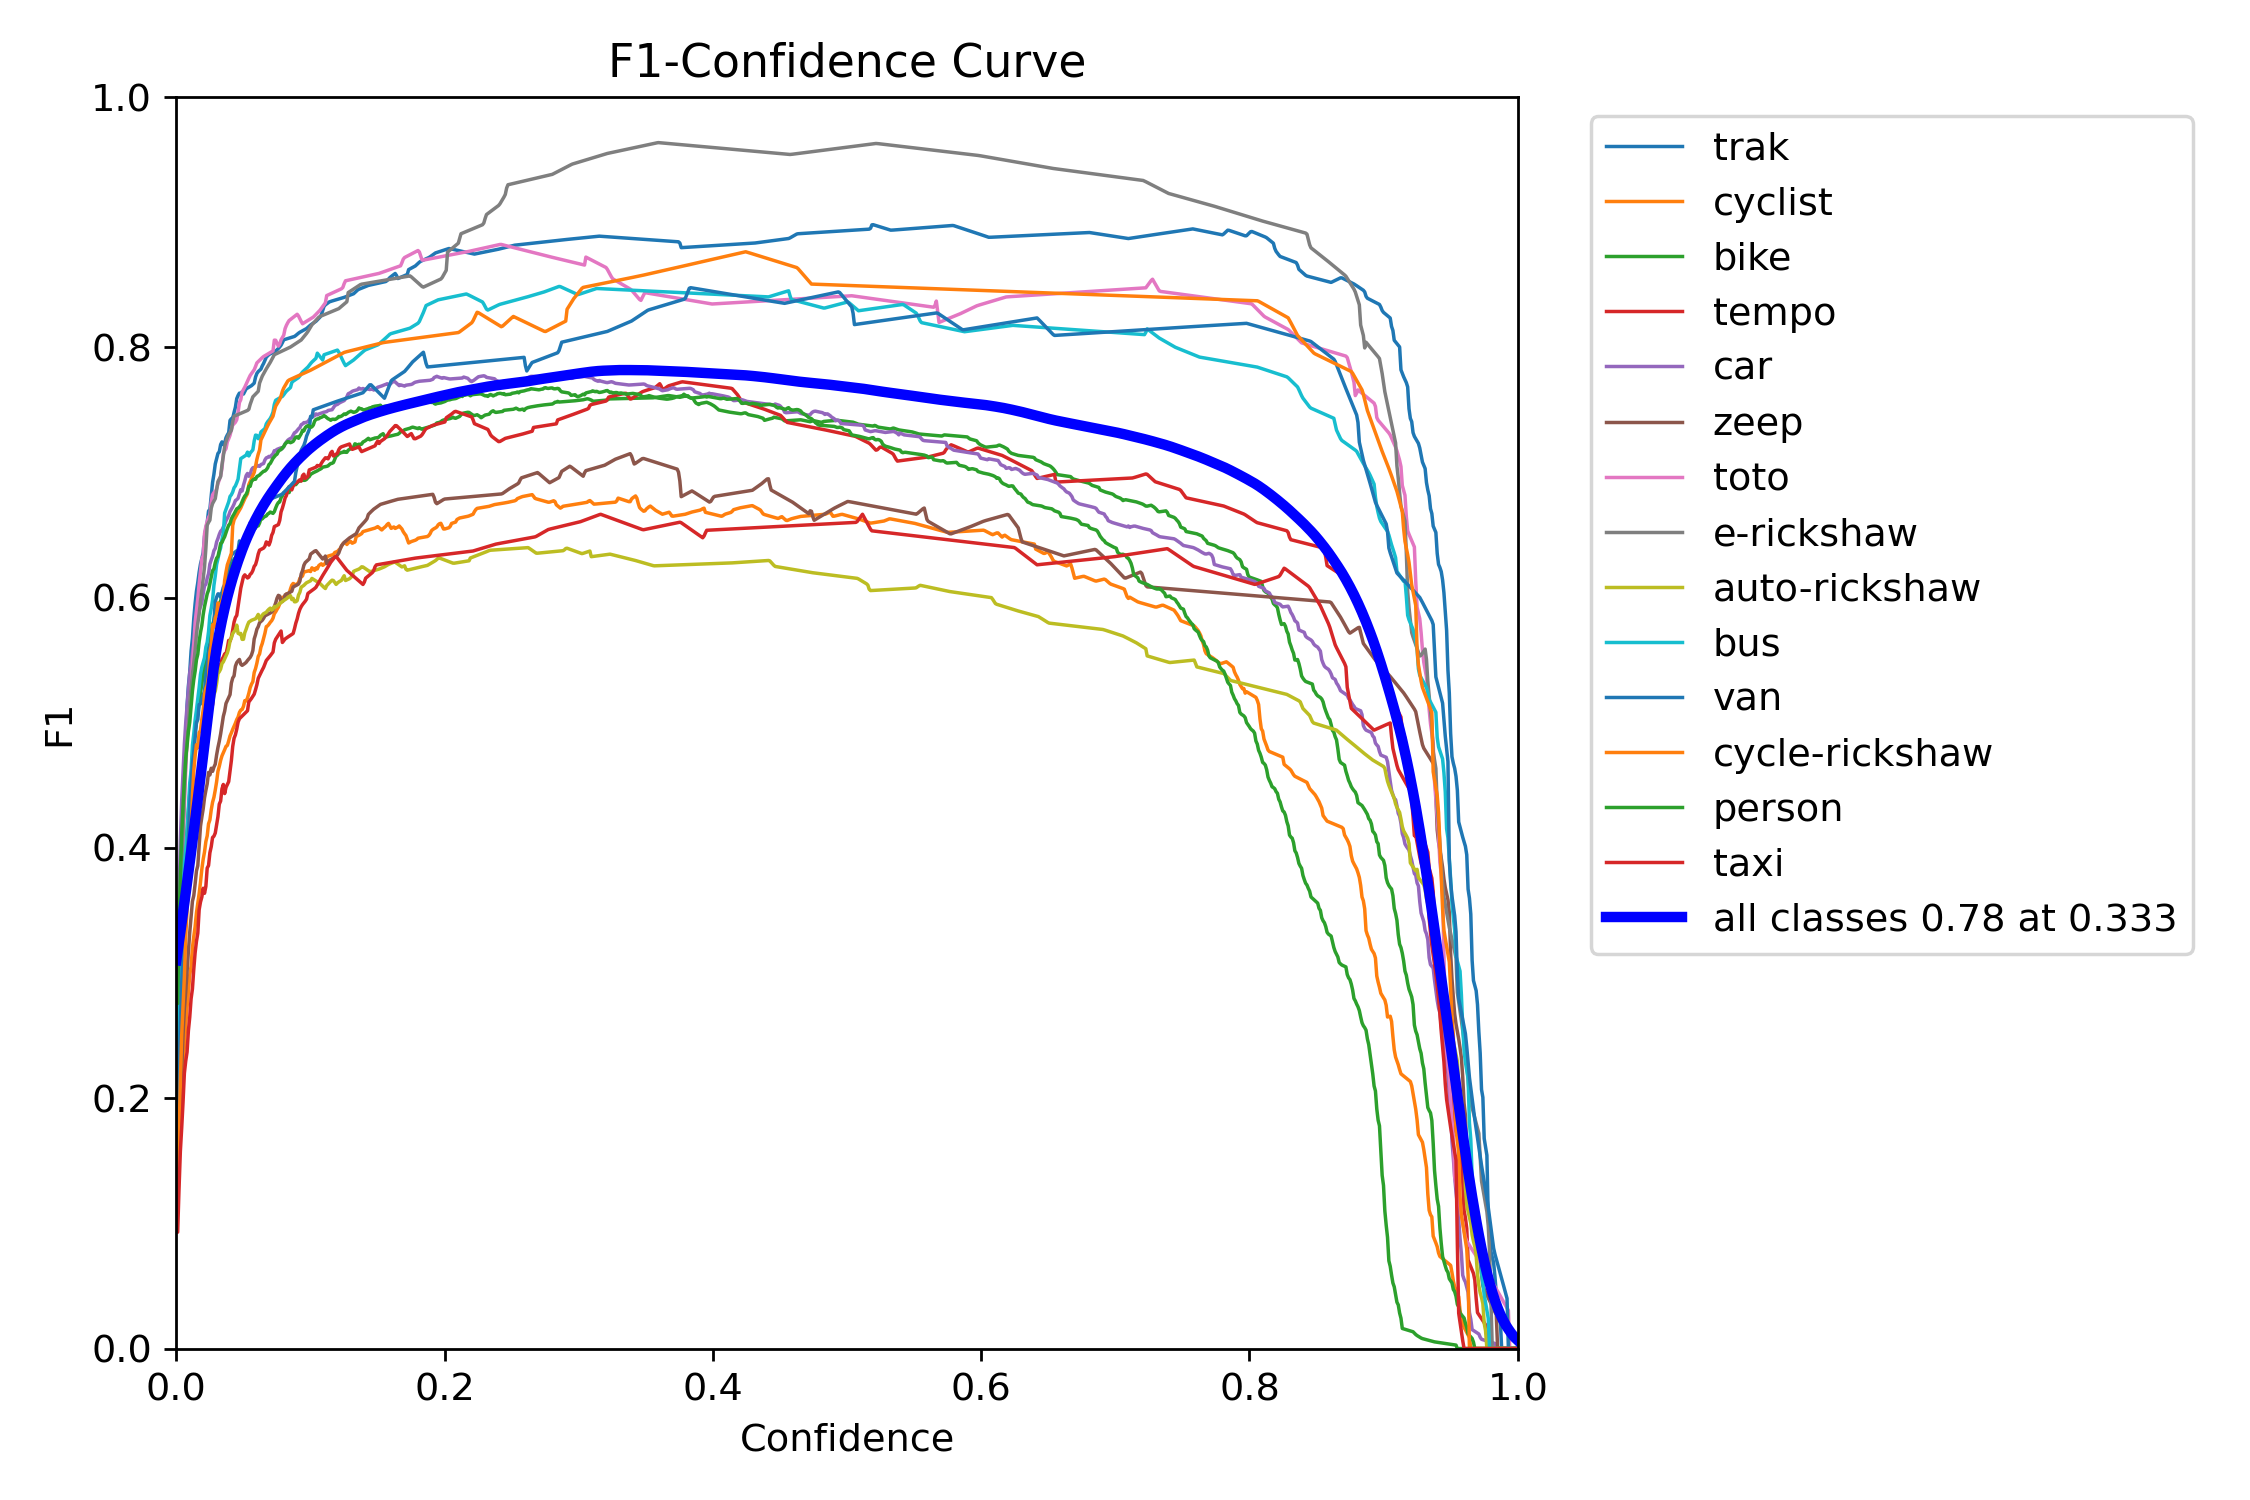 F1-Confidence Curve
1.0
0.8
0.6
0.4
0.2
0.0
F1
0.0 0.2 0.4 0.6 0.8 1.0
Confidence
trak
cyclist
bike
tempo
car
zeep
toto
e-rickshaw
auto-rickshaw
bus
van
cycle-rickshaw
person
taxi
all classes 0.78 at 0.333